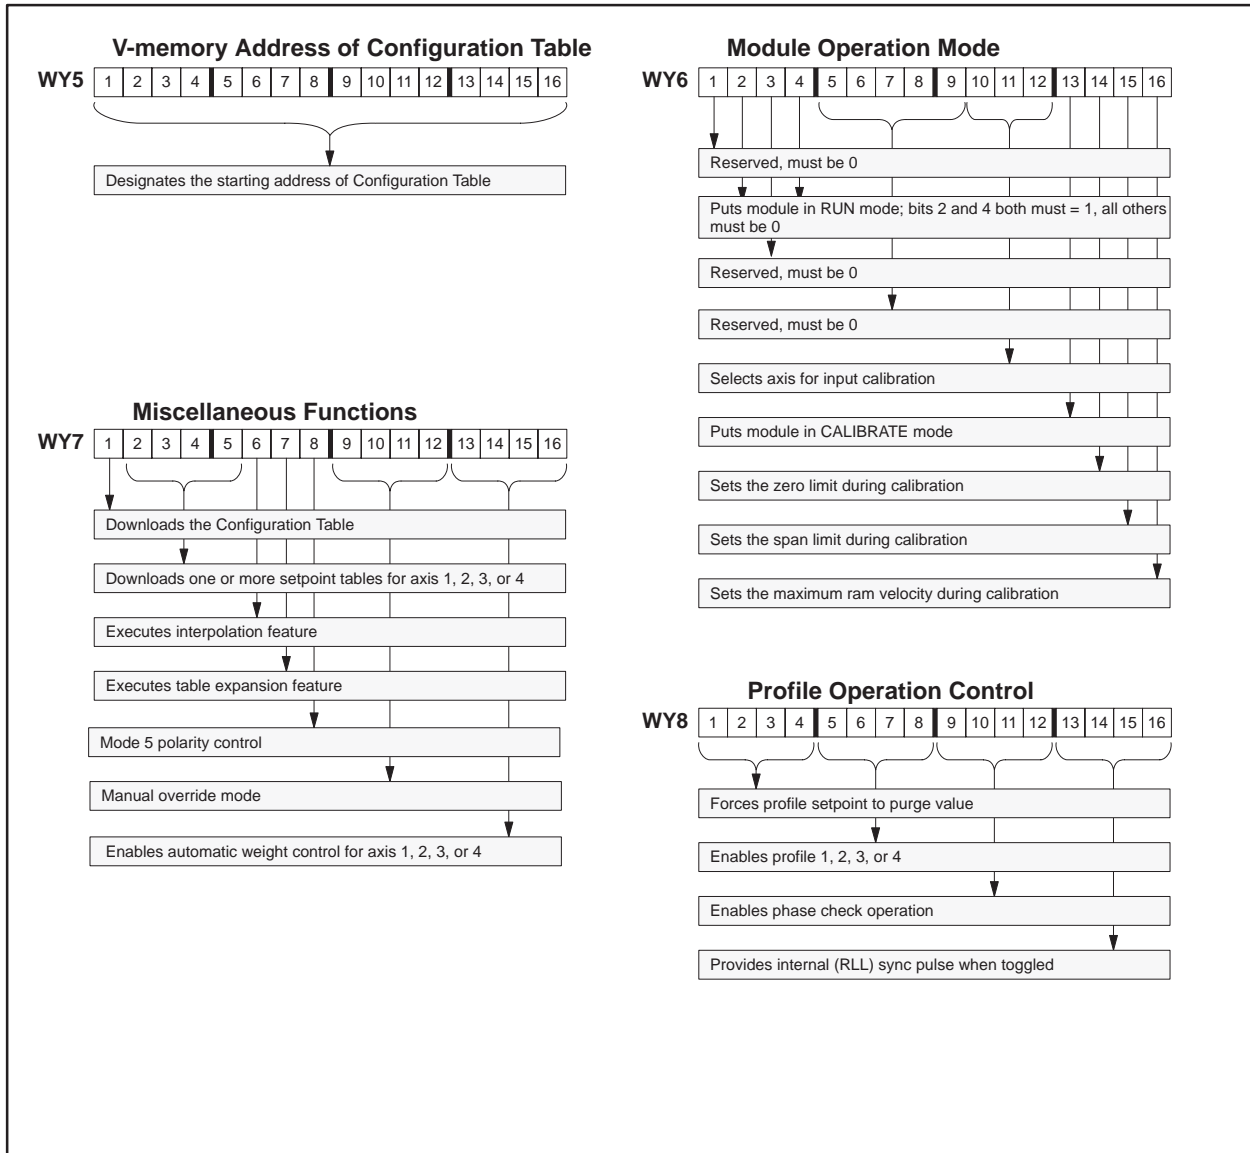 V-memory Address of Configuration Table
WY5 1 2 3 4 5 6 7 8 9 10 11 12 13 14 15 16
Designates the starting address of Configuration Table
Miscellaneous Functions
WY7 1 2 3 4 5 6 7 8 9 10 11 12 13 14 15 16
Downloads the Configuration Table
Downloads one or more setpoint tables for axis 1, 2, 3, or 4
Executes interpolation feature
Executes table expansion feature
Mode 5 polarity control
Manual override mode
Enables automatic weight control for axis 1, 2, 3, or 4
Module Operation Mode
WY6 1 2 3 4 5 6 7 8 9 10 11 12 13 14 15 16
Reserved, must be 0
Puts module in RUN mode; bits 2 and 4 both must = 1, all others
must be 0
Reserved, must be 0
Reserved, must be 0
Selects axis for input calibration
Puts module in CALIBRATE mode
Sets the zero limit during calibration
Sets the span limit during calibration
Sets the maximum ram velocity during calibration
Profile Operation Control
WY8 1 2 3 4 5 6 7 8 9 10 11 12 13 14 15 16
Forces profile setpoint to purge value
Enables profile 1, 2, 3, or 4
Enables phase check operation
Provides internal (RLL) sync pulse when toggled